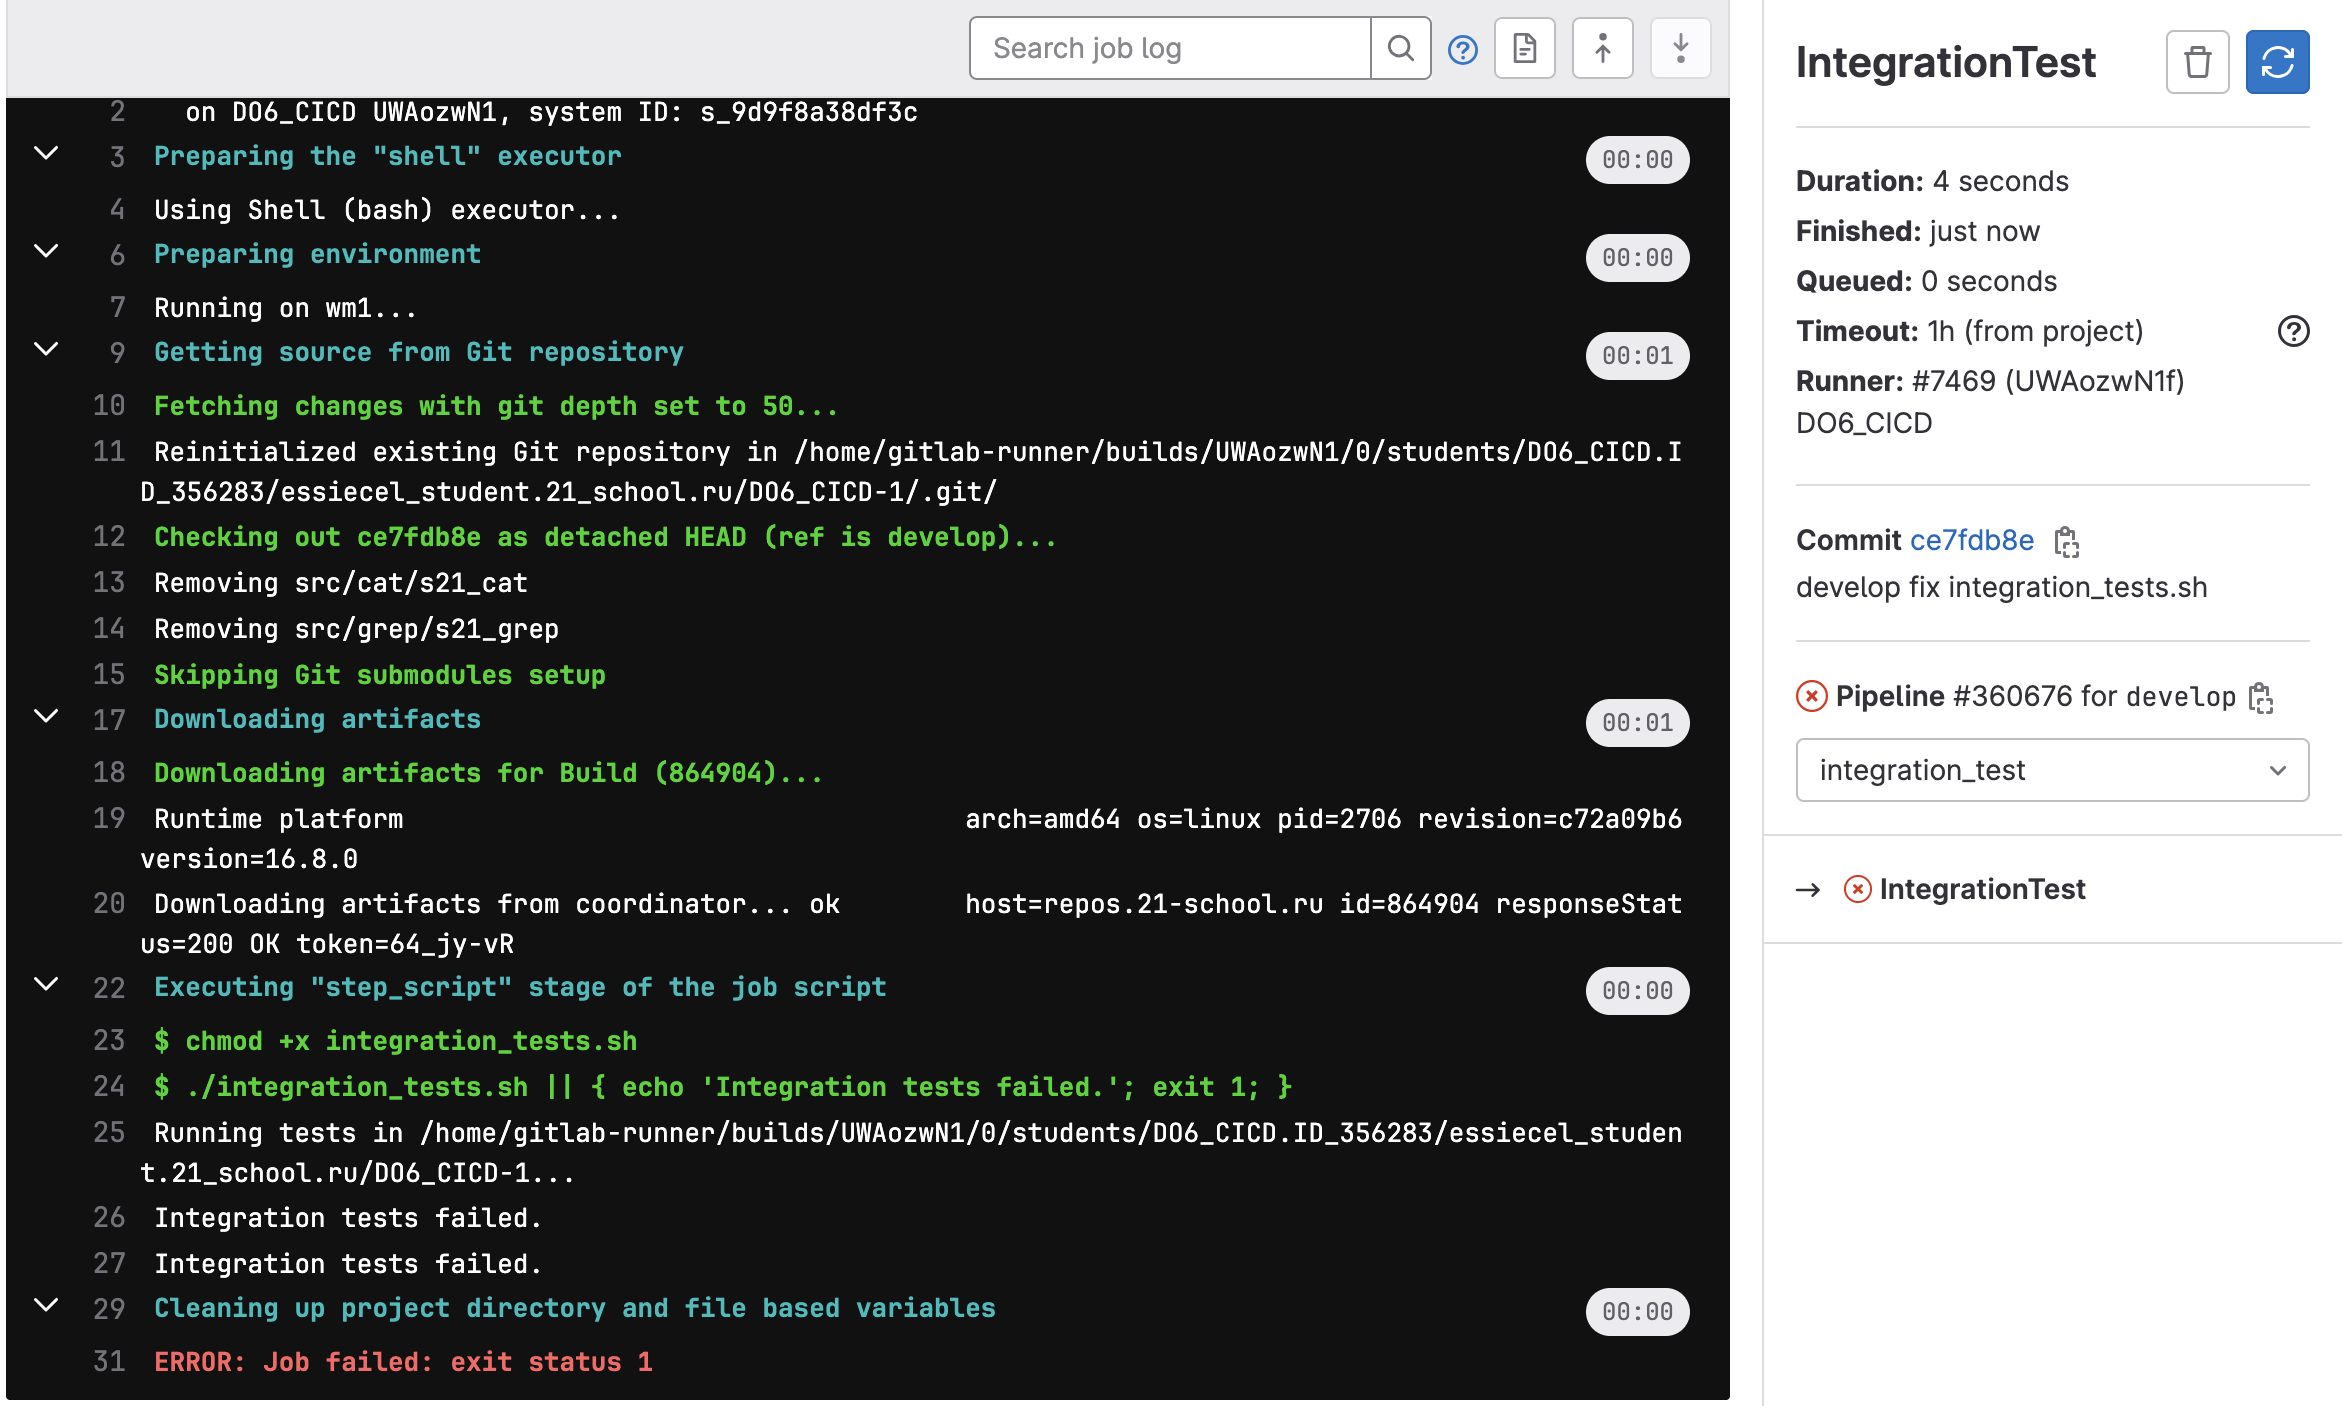 Search job log
2 on DO6_CICD UWAozwN1, system ID: s_9d9f8a38df3c
3 Preparing the "shell" executor 00:00
4 Using Shell (bash) executor...
6 Preparing environment 00:00
7 Running on wm1...
9 Getting source from Git repository 00:01
10 Fetching changes with git depth set to 50...
11 Reinitialized existing Git repository in /home/gitlab-runner/builds/UWAozwN1/0/students/DO6_CICD.I
D_356283/essiecel_student.21_school.ru/DO6_CICD-1/.git/
12 Checking out ce7fdb8e as detached HEAD (ref is develop)...
13 Removing src/cat/s21_cat
14 Removing src/grep/s21_grep
15 Skipping Git submodules setup
17 Downloading artifacts 00:01
18 Downloading artifacts for Build (864904)...
19 Runtime platform arch=amd64 os=linux pid=2706 revision=c72a09b6
version=16.8.0
20 Downloading artifacts from coordinator... ok host=repos.21-school.ru id=864904 responseStat
us=200 OK token=64_jy-vR
22 Executing "step_script" stage of the job script 00:00
23 $ chmod +x integration_tests.sh
24 $ ./integration_tests.sh || { echo 'Integration tests failed.'; exit 1; }
25 Running tests in /home/gitlab-runner/builds/UWAozwN1/0/students/DO6_CICD.ID_356283/essiecel_studen
t.21_school.ru/DO6_CICD-1...
26 Integration tests failed.
27 Integration tests failed.
29 Cleaning up project directory and file based variables 00:00
31 ERROR: Job failed: exit status 1
IntegrationTest
Duration: 4 seconds
Finished: just now
Queued: 0 seconds
Timeout: 1h (from project)
Runner: #7469 (UWAozwN1f)
DO6_CICD
Commit ce7fdb8e
develop fix integration_tests.sh
Pipeline #360676 for develop
integration_test
→ IntegrationTest